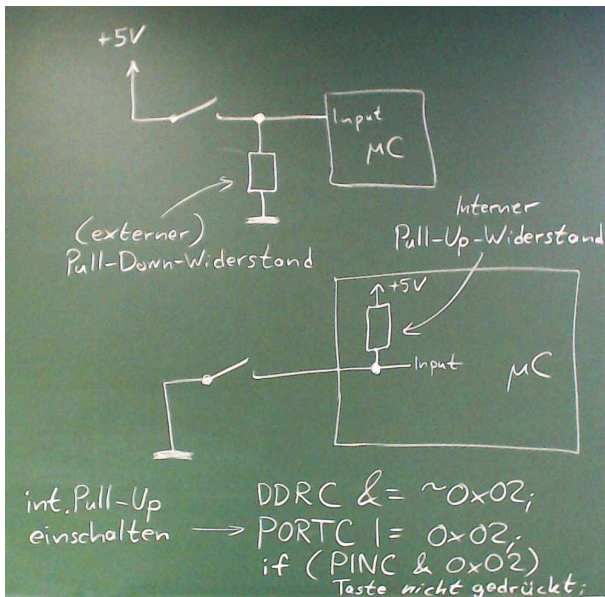 +5V
Input
µC
(externer)
Pull-Down-Widerstand
Interner
Pull-Up-Widerstand
+5V
Input
µC
int. Pull-Up
einschalten
DDRC &= ~0x02;
PORTC |= 0x02;
if (PINC & 0x02)
Taste nicht gedrückt;